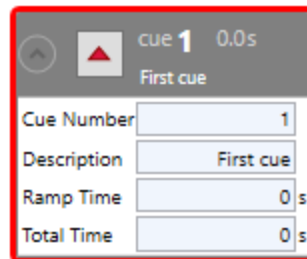 cue 1 0.0s
First cue
Cue Number 1
Description First cue
Ramp Time 0 s
Total Time 0 s